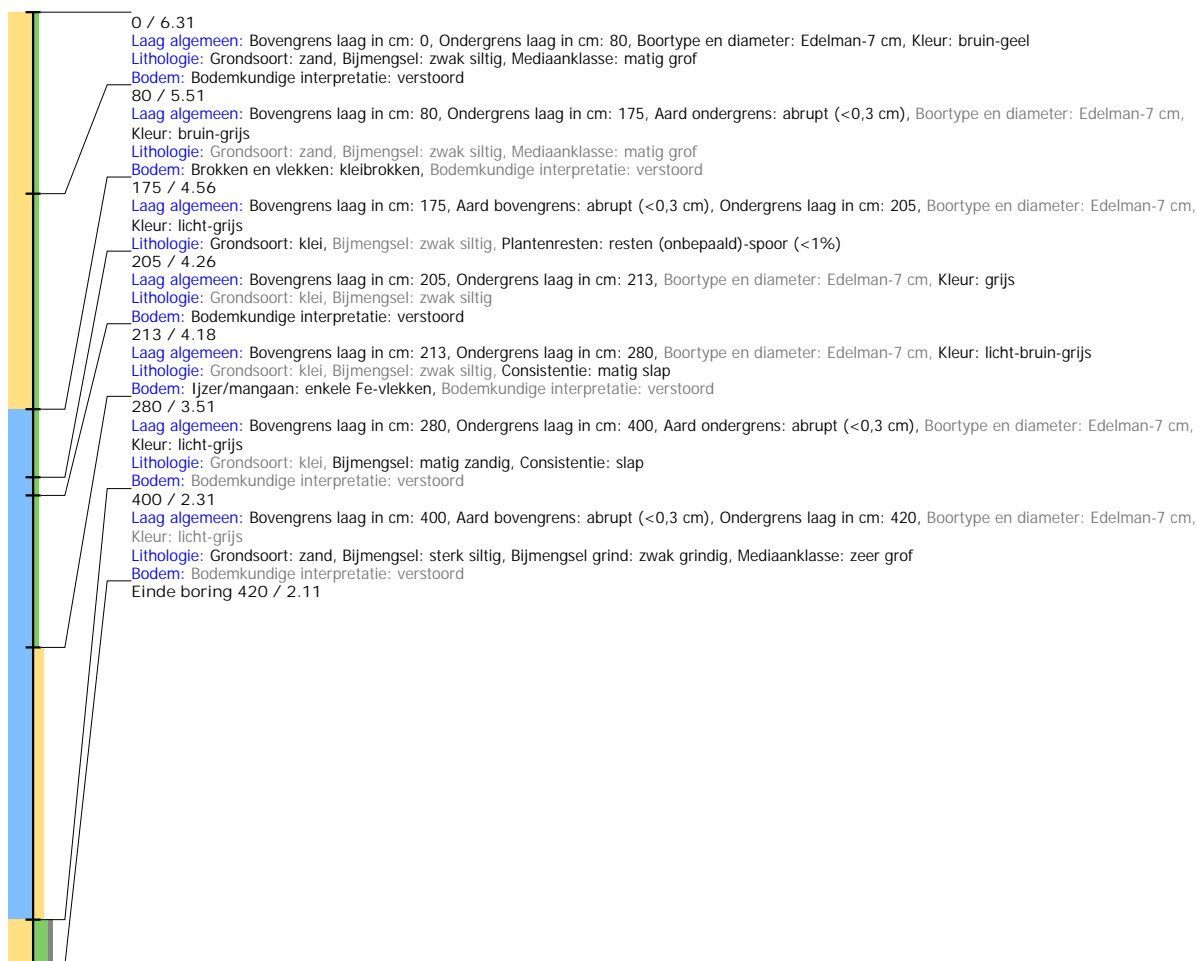 0 / 6.31
Laag algemeen: Bovengrens laag in cm: 0, Ondergrens laag in cm: 80, Boortype en diameter: Edelman-7 cm, Kleur: bruin-geel
Lithologie: Grondsoort: zand, Bijmengsel: zwak siltig, Mediaanklasse: matig grof
Bodem: Bodemkundige interpretatie: verstoord
80 / 5.51
Laag algemeen: Bovengrens laag in cm: 80, Ondergrens laag in cm: 175, Aard ondergrens: abrupt (<0,3 cm), Boortype en diameter: Edelman-7 cm,
Kleur: bruin-grijs
Lithologie: Grondsoort: zand, Bijmengsel: zwak siltig, Mediaanklasse: matig grof
Bodem: Brokken en vlekken: kleibrokken, Bodemkundige interpretatie: verstoord
175 / 4.56
Laag algemeen: Bovengrens laag in cm: 175, Aard bovengrens: abrupt (<0,3 cm), Ondergrens laag in cm: 205, Boortype en diameter: Edelman-7 cm,
Kleur: licht-grijs
Lithologie: Grondsoort: klei, Bijmengsel: zwak siltig, Plantenresten: resten (onbepaald)-spoor (<1%)
205 / 4.26
Laag algemeen: Bovengrens laag in cm: 205, Ondergrens laag in cm: 213, Boortype en diameter: Edelman-7 cm, Kleur: grijs
Lithologie: Grondsoort: klei, Bijmengsel: zwak siltig
Bodem: Bodemkundige interpretatie: verstoord
213 / 4.18
Laag algemeen: Bovengrens laag in cm: 213, Ondergrens laag in cm: 280, Boortype en diameter: Edelman-7 cm, Kleur: licht-bruin-grijs
Lithologie: Grondsoort: klei, Bijmengsel: zwak siltig, Consistentie: matig slap
Bodem: Ijzer/mangaan: enkele Fe-vlekken, Bodemkundige interpretatie: verstoord
280 / 3.51
Laag algemeen: Bovengrens laag in cm: 280, Ondergrens laag in cm: 400, Aard ondergrens: abrupt (<0,3 cm), Boortype en diameter: Edelman-7 cm,
Kleur: licht-grijs
Lithologie: Grondsoort: klei, Bijmengsel: matig zandig, Consistentie: slap
Bodem: Bodemkundige interpretatie: verstoord
400 / 2.31
Laag algemeen: Bovengrens laag in cm: 400, Aard bovengrens: abrupt (<0,3 cm), Ondergrens laag in cm: 420, Boortype en diameter: Edelman-7 cm,
Kleur: licht-grijs
Lithologie: Grondsoort: zand, Bijmengsel: sterk siltig, Bijmengsel grind: zwak grindig, Mediaanklasse: zeer grof
Bodem: Bodemkundige interpretatie: verstoord
Einde boring 420 / 2.11